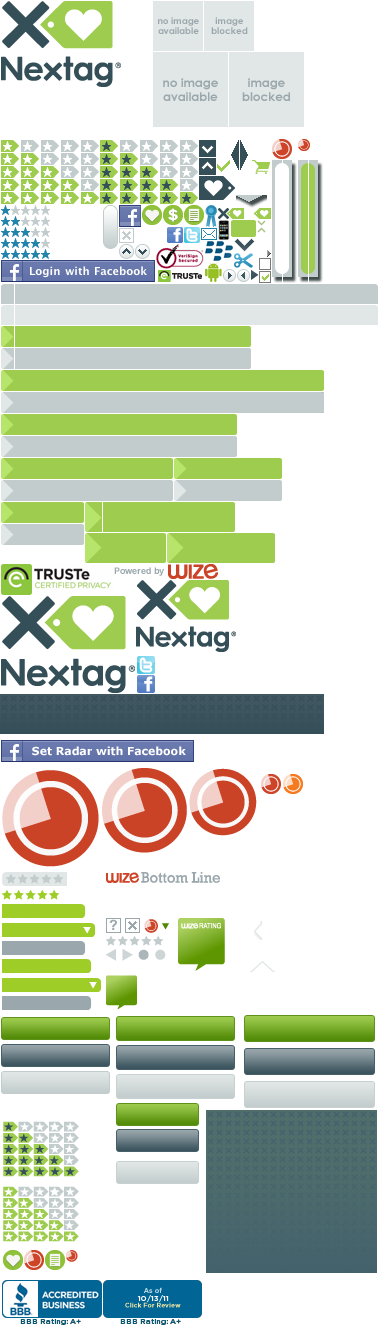 no image
available
image
blocked
Nextag®
no image
available
image
blocked
f
$
f
t
VeriSign
Secured
f Login with Facebook
TRUSTe
e TRUSTe
CERTIFIED PRIVACY
Powered by WIZE
Nextag®
Nextag®
t
f
f Set Radar with Facebook
WIZE Bottom Line
?
WIZE RATING
BBB
ACCREDITED
BUSINESS
As of
10/13/11
Click For Review
BBB Rating: A+
BBB Rating: A+